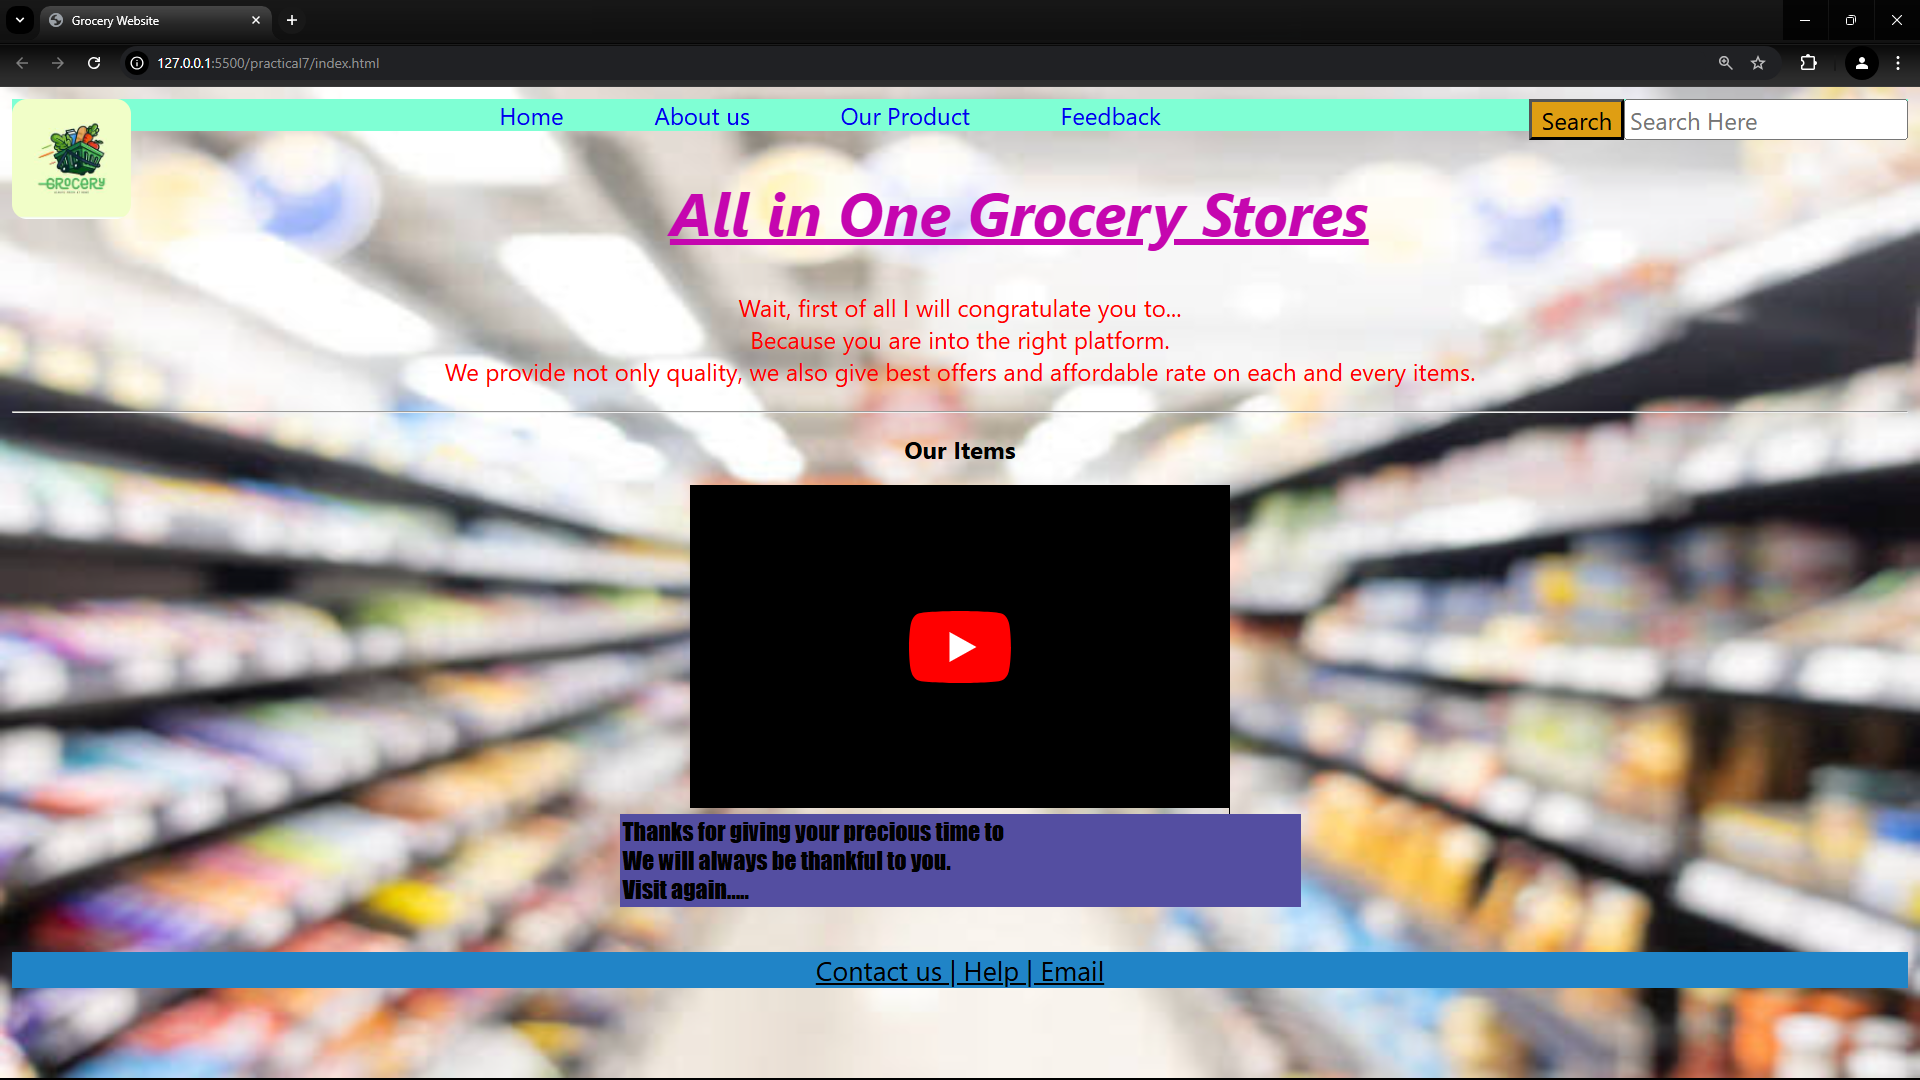 Grocery Website
127.0.0.1:5500/practical7/index.html
GROCERY
Home About us Our Product Feedback Search Search Here
All in One Grocery Stores
Wait, first of all I will congratulate you to...
Because you are into the right platform.
We provide not only quality, we also give best offers and affordable rate on each and every items.
Our Items
Thanks for giving your precious time to
We will always be thankful to you.
Visit again.....
Contact us | Help | Email